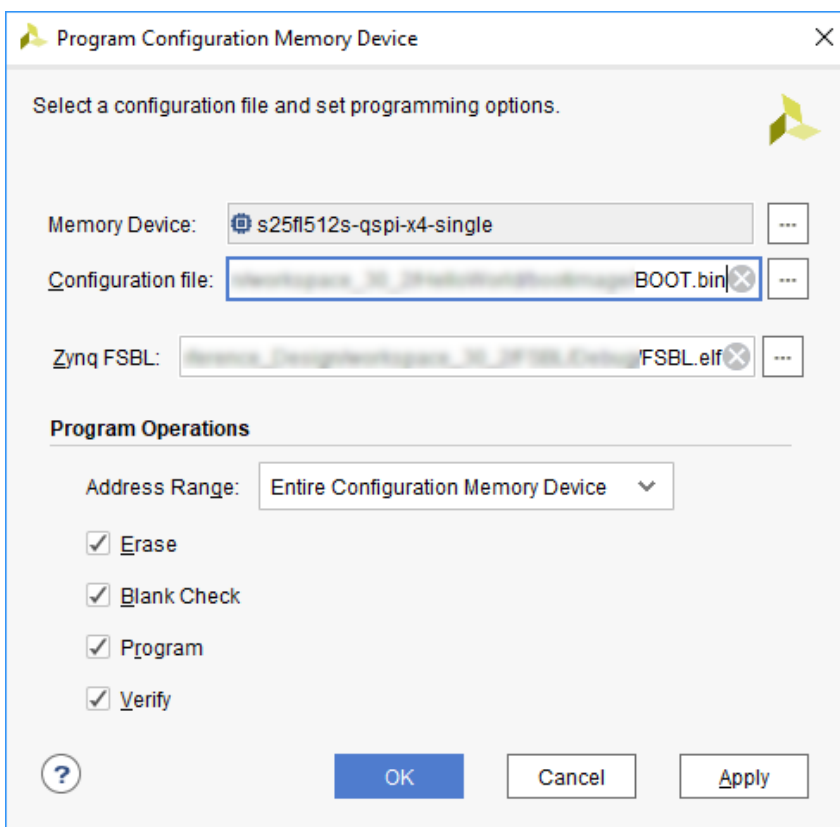 Program Configuration Memory Device
Select a configuration file and set programming options.
Memory Device: s25fl512s-qspi-x4-single ...
Configuration file: /BOOT.bin ...
Zynq FSBL: /FSBL.elf ...
Program Operations
Address Range: Entire Configuration Memory Device
Erase
Blank Check
Program
Verify
? OK Cancel Apply